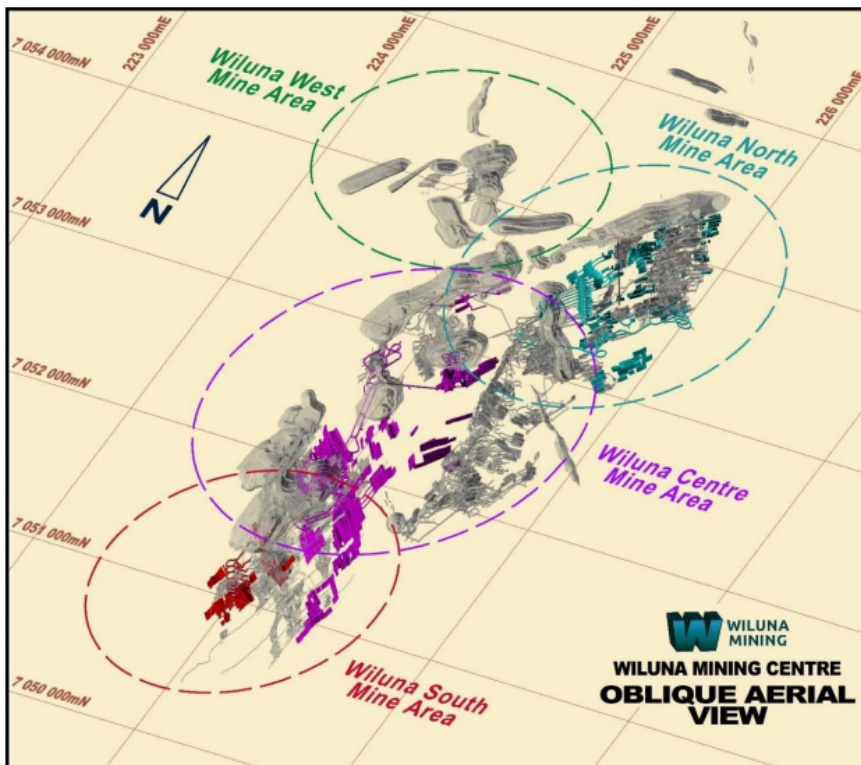 7 054 000mN
223 000mE
224 000mE
225 000mE
226 000mE
Wiluna West
Mine Area
Wiluna North
Mine Area
N
7 053 000mN
7 052 000mN
Wiluna Centre
Mine Area
7 051 000mN
7 050 000mN
Wiluna South
Mine Area
W WILUNA
MINING
WILUNA MINING CENTRE
OBLIQUE AERIAL
VIEW